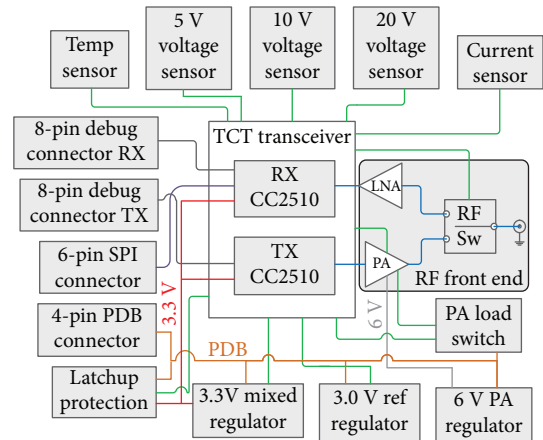 5 V
voltage
sensor
10 V
voltage
sensor
20 V
voltage
sensor
Temp
sensor
Current
sensor
8-pin debug
connector RX
TCT transceiver
RX
CC2510
LNA
RF
Sw
8-pin debug
connector TX
TX
CC2510
PA
RF front end
6-pin SPI
connector
3.3 V
6 V
4-pin PDB
connector
PA load
switch
PDB
Latchup
protection
3.3V mixed
regulator
3.0 V ref
regulator
6 V PA
regulator